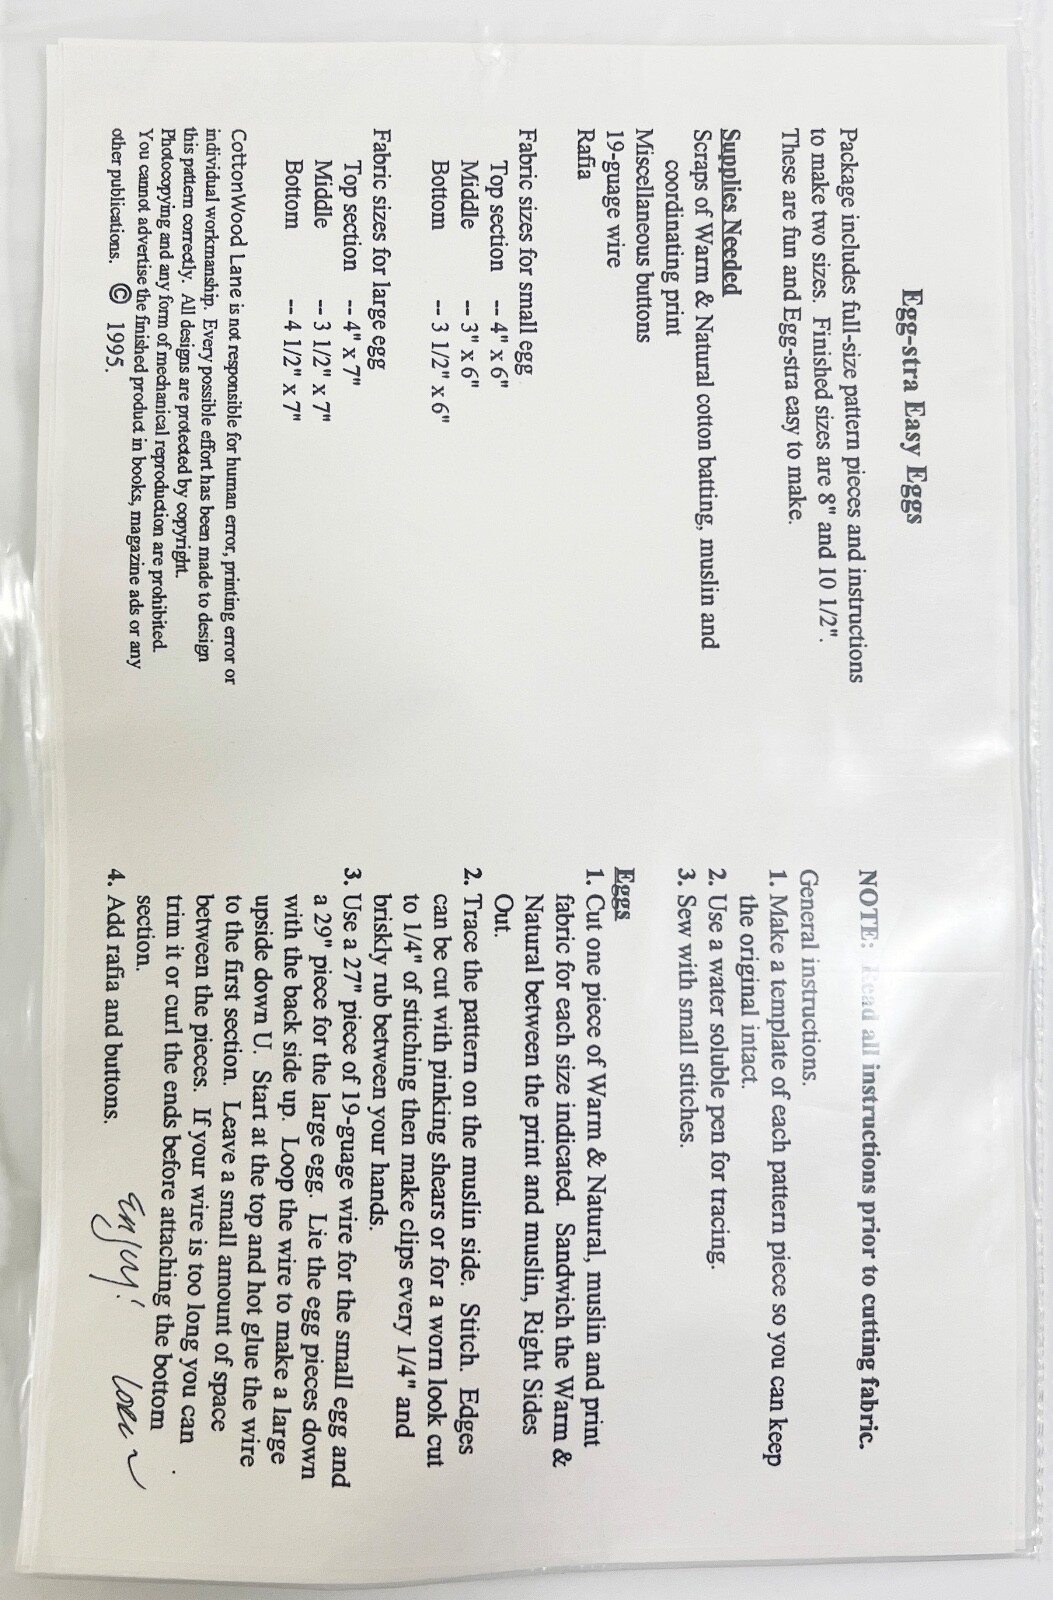 Egg-stra Easy Eggs
Package includes full-size pattern pieces and instructions
to make two sizes. Finished sizes are 8" and 10 1/2".
These are fun and Egg-stra easy to make.
Supplies Needed
Scraps of Warm & Natural cotton batting, muslin and
coordinating print
Miscellaneous buttons
19-guage wire
Rafia
Fabric sizes for small egg
Top section -- 4" x 6"
Middle -- 3" x 6"
Bottom -- 3 1/2" x 6"
Fabric sizes for large egg
Top section -- 4" x 7"
Middle -- 3 1/2" x 7"
Bottom -- 4 1/2" x 7"
CottonWood Lane is not responsible for human error, printing error or
individual workmanship. Every possible effort has been made to design
this pattern correctly. All designs are protected by copyright.
Photocopying and any form of mechanical reproduction are prohibited.
You cannot advertise the finished product in books, magazine ads or any
other publications. © 1995.
NOTE: Read all instructions prior to cutting fabric.
General instructions.
1. Make a template of each pattern piece so you can keep
the original intact.
2. Use a water soluble pen for tracing.
3. Sew with small stitches.
Eggs
1. Cut one piece of Warm & Natural, muslin and print
fabric for each size indicated. Sandwich the Warm &
Natural between the print and muslin, Right Sides
Out.
2. Trace the pattern on the muslin side. Stitch. Edges
can be cut with pinking shears or for a worn look cut
to 1/4" of stitching then make clips every 1/4" and
briskly rub between your hands.
3. Use a 27" piece of 19-guage wire for the small egg and
a 29" piece for the large egg. Lie the egg pieces down
with the back side up. Loop the wire to make a large
upside down U. Start at the top and hot glue the wire
to the first section. Leave a small amount of space
between the pieces. If your wire is too long you can
trim it or curl the ends before attaching the bottom
section.
4. Add rafia and buttons.
Enjoy!